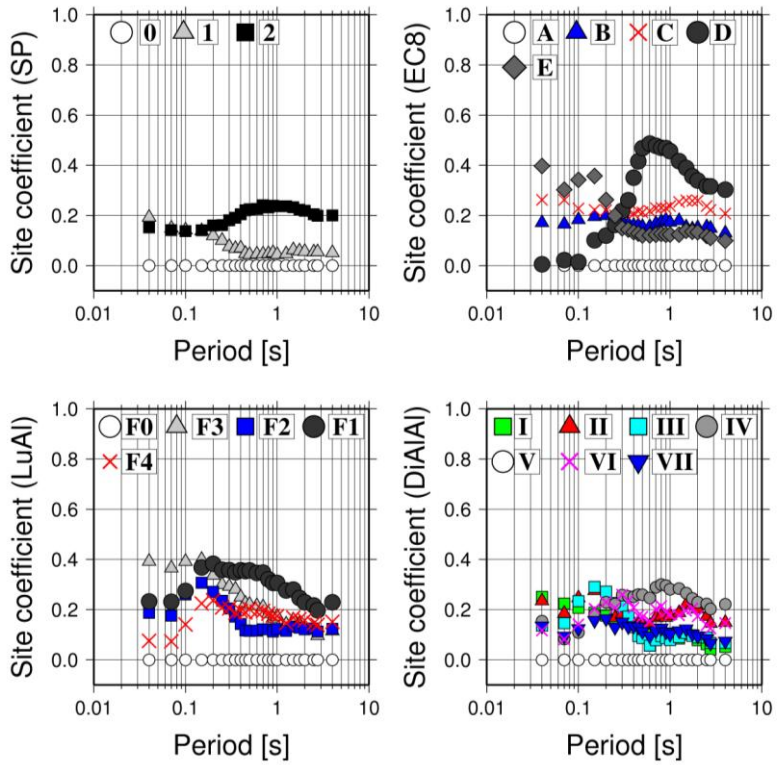 0 1 2
Site coefficient (SP)
1.0
0.8
0.6
0.4
0.2
0.0
0.01 0.1 1 10
Period [s]
A B C D
E
Site coefficient (EC8)
1.0
0.8
0.6
0.4
0.2
0.0
0.01 0.1 1 10
Period [s]
F0 F3 F2 F1
F4
Site coefficient (LuAl)
1.0
0.8
0.6
0.4
0.2
0.0
0.01 0.1 1 10
Period [s]
I II III IV
V VI VII
Site coefficient (DiAlAl)
1.0
0.8
0.6
0.4
0.2
0.0
0.01 0.1 1 10
Period [s]